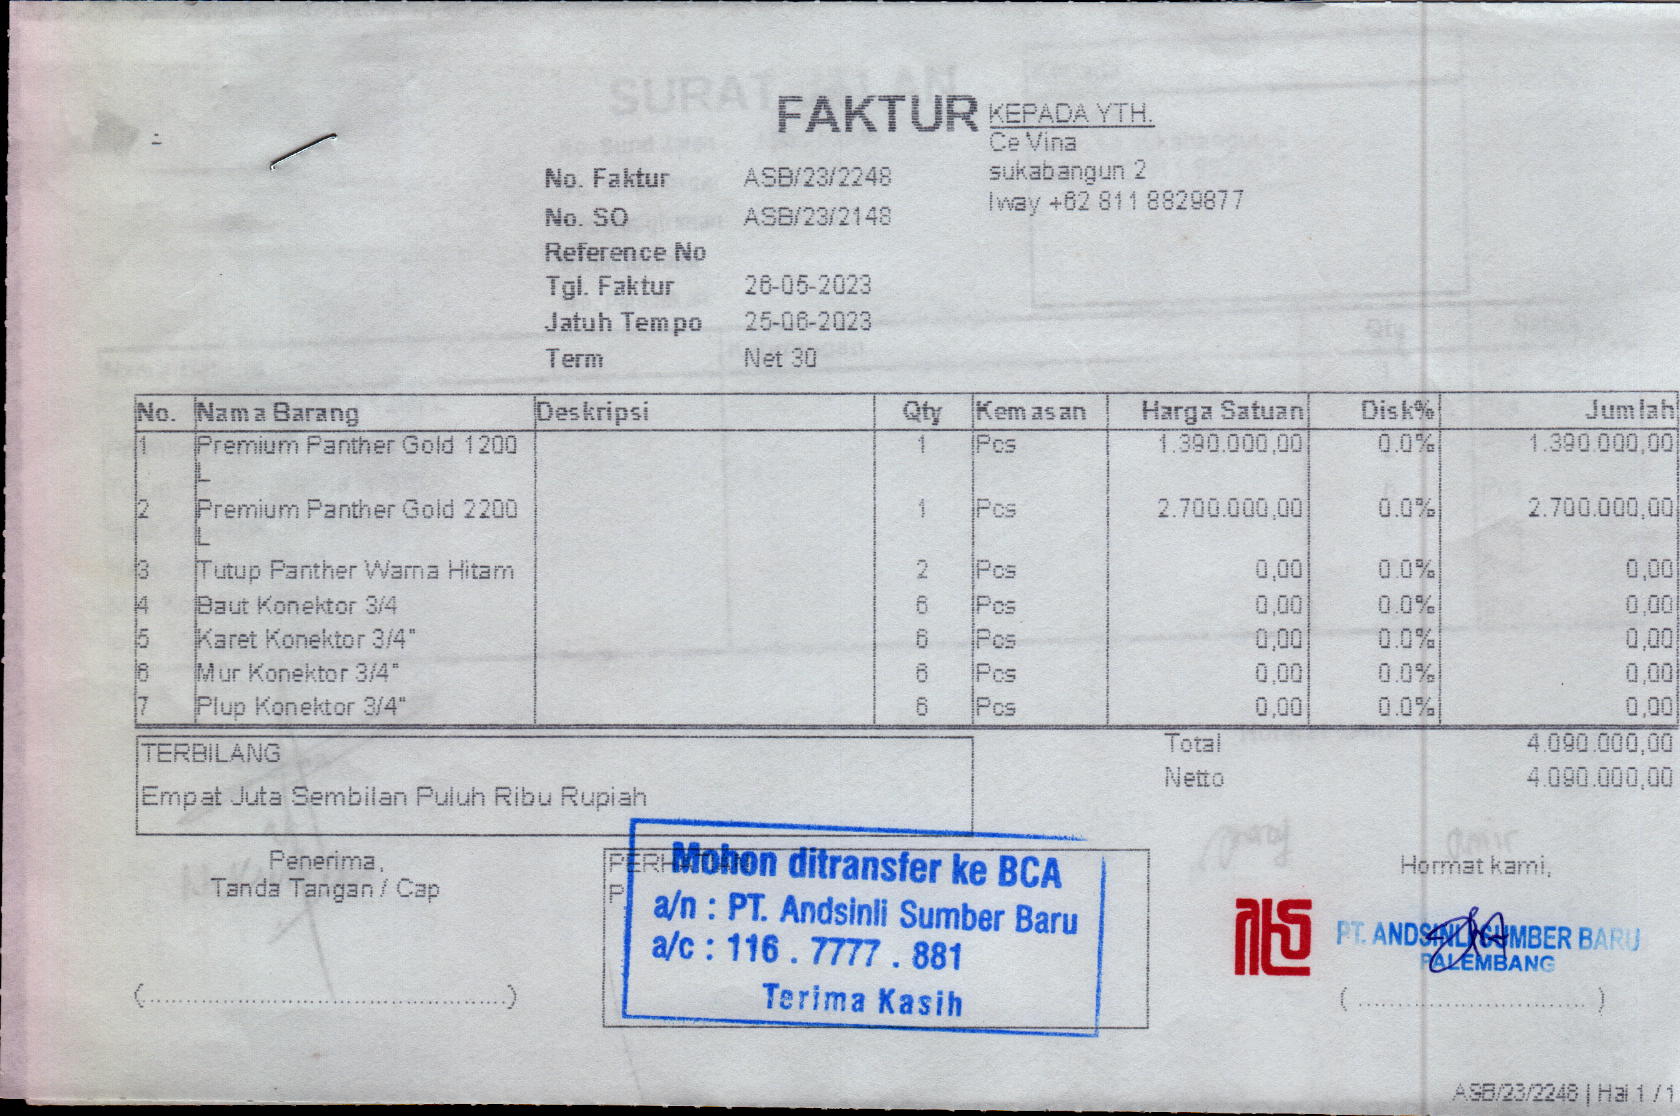 FAKTUR
KEPADA YTH.
Ce Vina
sukabangun 2
Iway +62 811 8829877
No. Faktur ASB/23/2248
No. SO ASB/23/2148
Reference No
Tgl. Faktur 26-05-2023
Jatuh Tempo 25-06-2023
Term Net 30
No. Nama Barang Deskripsi Qty Kemasan Harga Satuan Disk% Jumlah
1 Premium Panther Gold 1200 1 Pcs 1.390.000,00 0.0% 1.390.000,00
L
2 Premium Panther Gold 2200 1 Pcs 2.700.000,00 0.0% 2.700.000,00
L
3 Tutup Panther Warna Hitam 2 Pcs 0,00 0.0% 0,00
4 Baut Konektor 3/4 6 Pcs 0,00 0.0% 0,00
5 Karet Konektor 3/4" 6 Pcs 0,00 0.0% 0,00
6 Mur Konektor 3/4" 6 Pcs 0,00 0.0% 0,00
7 Plup Konektor 3/4" 6 Pcs 0,00 0.0% 0,00
Total 4.090.000,00
Netto 4.090.000,00
TERBILANG
Empat Juta Sembilan Puluh Ribu Rupiah
Penerima,
Tanda Tangan / Cap
(................................................)
Mohon ditransfer ke BCA
a/n : PT. Andsinli Sumber Baru
a/c : 116 . 7777 . 881
Terima Kasih
Hormat kami,
PT. ANDSINLI SUMBER BARU
PALEMBANG
( .............................. )
ASB/23/2248 | Hal 1 / 1